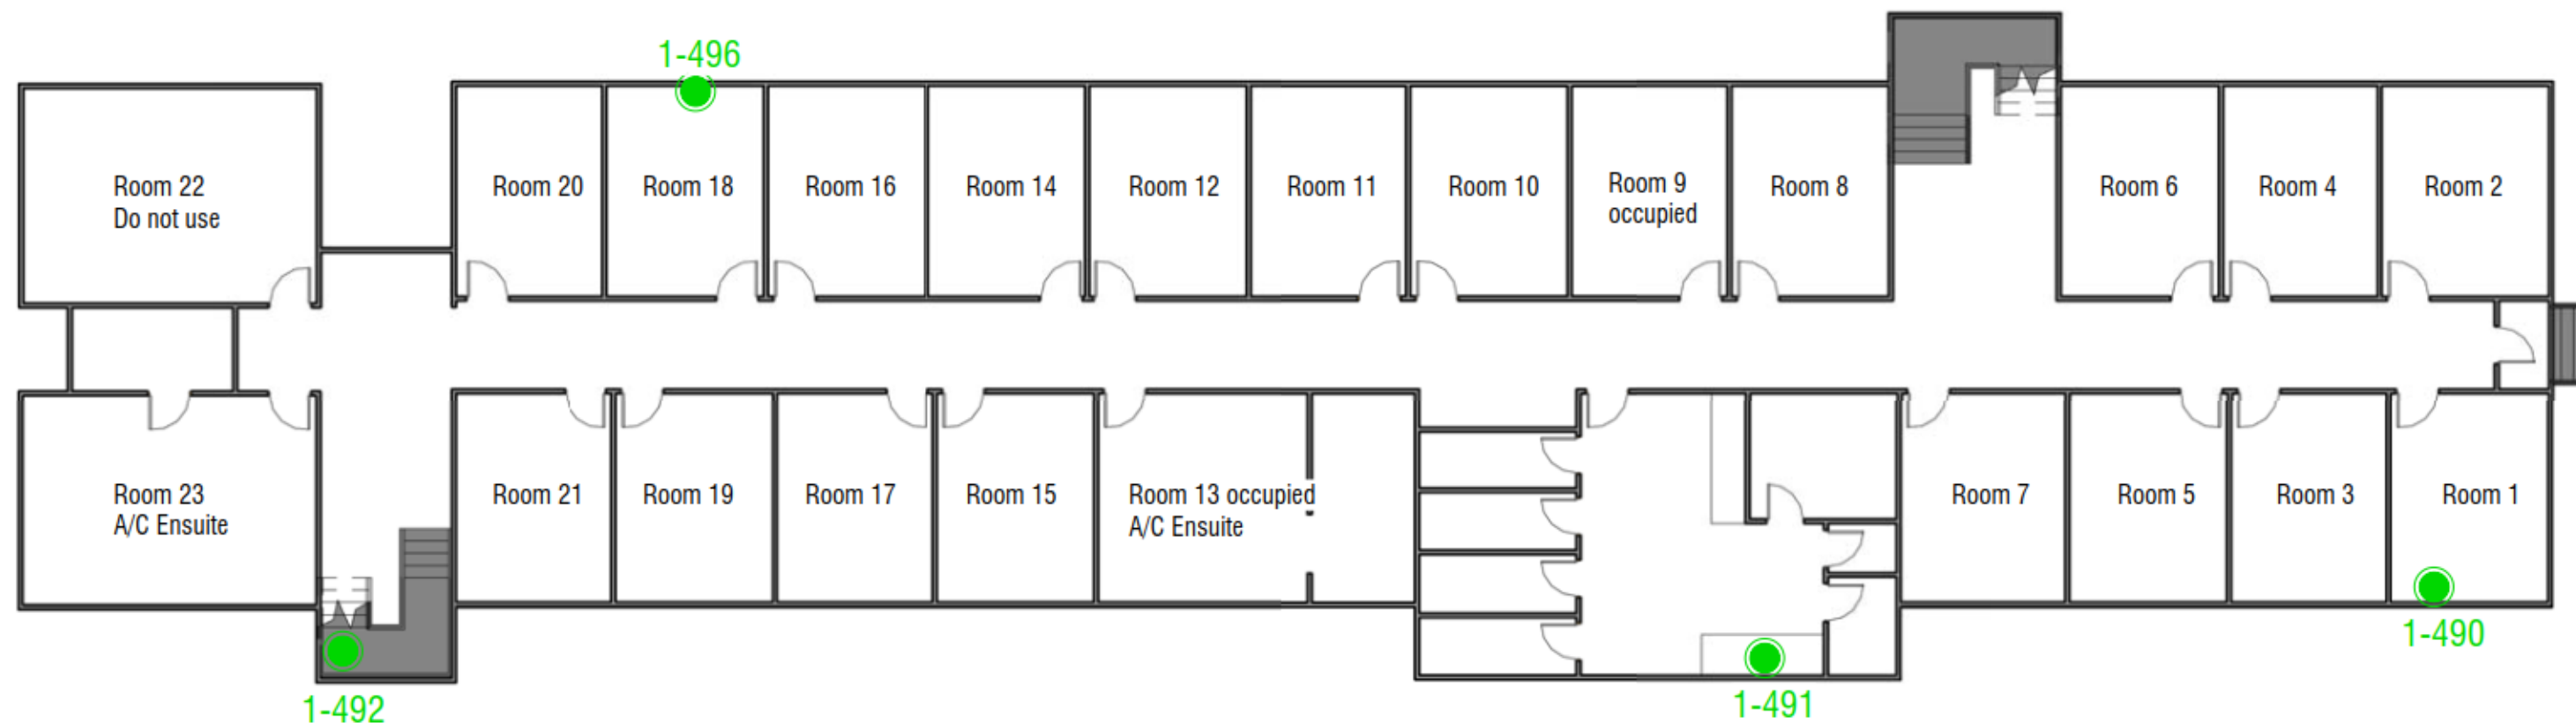 1-496
Room 22
Do not use
Room 20
Room 18
Room 16
Room 14
Room 12
Room 11
Room 10
Room 9
occupied
Room 8
Room 6
Room 4
Room 2
Room 23
A/C Ensuite
Room 21
Room 19
Room 17
Room 15
Room 13 occupied
A/C Ensuite
Room 7
Room 5
Room 3
Room 1
1-490
1-491
1-492